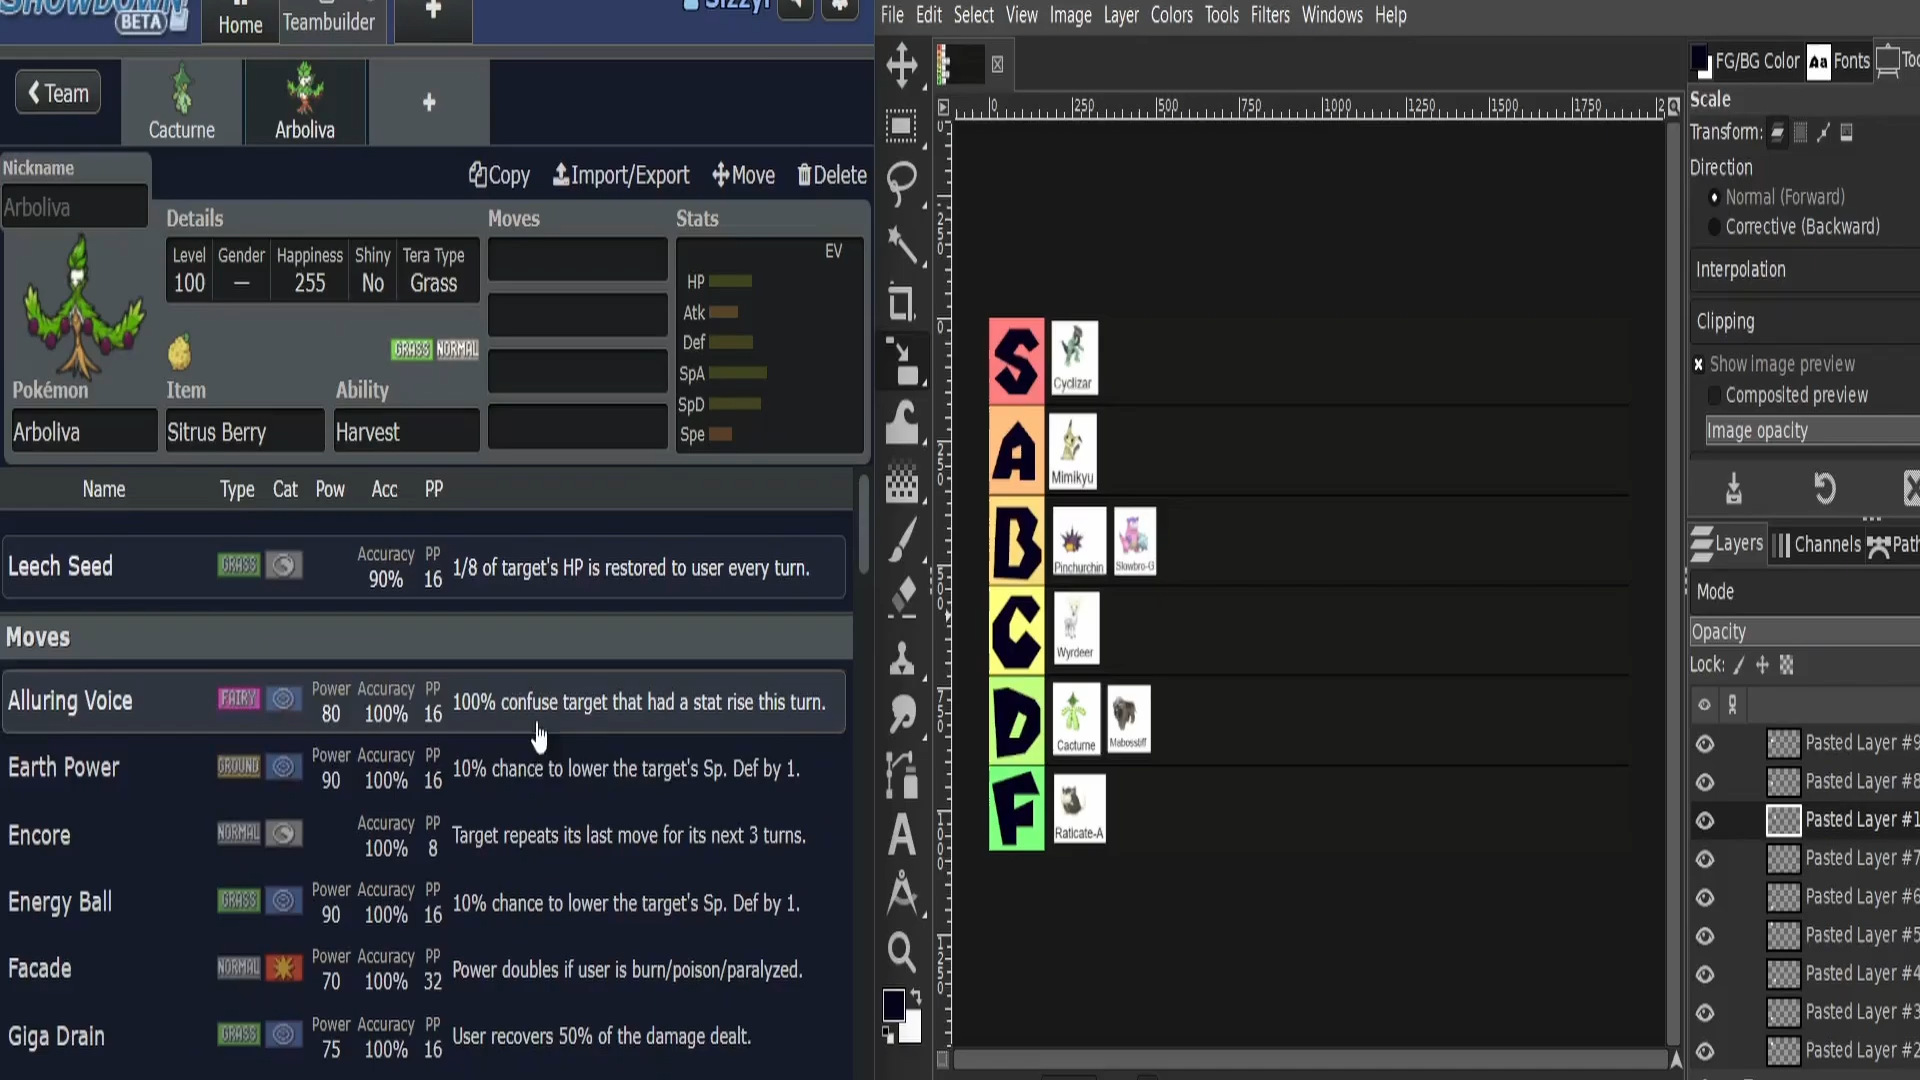 SHOWDOWN
BETA
Home
Teambuilder
+
Team
Cacturne
Arboliva
+
Nickname
Arboliva
Copy
Import/Export
Move
Delete
Details
Moves
Stats
Level
100
Gender
—
Happiness
255
Shiny
No
Tera Type
Grass
EV
HP
Atk
Def
SpA
SpD
Spe
GRASS NORMAL
Pokémon
Arboliva
Item
Sitrus Berry
Ability
Harvest
Name Type Cat Pow Acc PP
Leech Seed GRASS Accuracy 90% PP 16 1/8 of target's HP is restored to user every turn.
Moves
Alluring Voice FAIRY Power 80 Accuracy 100% PP 16 100% confuse target that had a stat rise this turn.
Earth Power GROUND Power 90 Accuracy 100% PP 16 10% chance to lower the target's Sp. Def by 1.
Encore NORMAL Accuracy 100% PP 8 Target repeats its last move for its next 3 turns.
Energy Ball GRASS Power 90 Accuracy 100% PP 16 10% chance to lower the target's Sp. Def by 1.
Facade NORMAL Power 70 Accuracy 100% PP 32 Power doubles if user is burn/poison/paralyzed.
Giga Drain GRASS Power 75 Accuracy 100% PP 16 User recovers 50% of the damage dealt.
File Edit Select View Image Layer Colors Tools Filters Windows Help
0 250 500 750 1000 1250 1500 1750
S
Cyclizar
A
Mimikyu
B
Pinchurchin
Slowbro-G
C
Wyrdeer
D
Cacturne
Mabosstiff
F
Raticate-A
FG/BG Color
Aa Fonts
Scale
Transform:
Direction
Normal (Forward)
Corrective (Backward)
Interpolation
Clipping
Show image preview
Composited preview
Image opacity
Layers
Channels
Mode
Opacity
Lock:
Pasted Layer #9
Pasted Layer #8
Pasted Layer #1
Pasted Layer #7
Pasted Layer #6
Pasted Layer #5
Pasted Layer #4
Pasted Layer #3
Pasted Layer #2